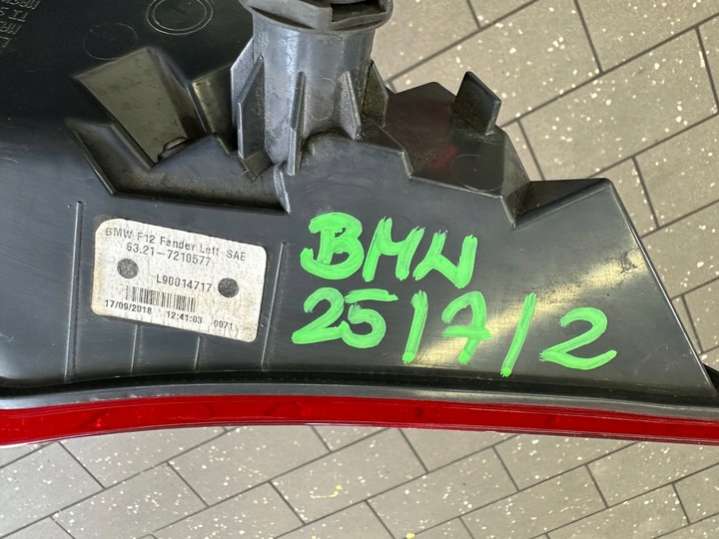 BMW F12 Fender Left SAE
63.21-7210577
L90014717
17/09/2018 12:41:03 0071
BMW
25/7/2